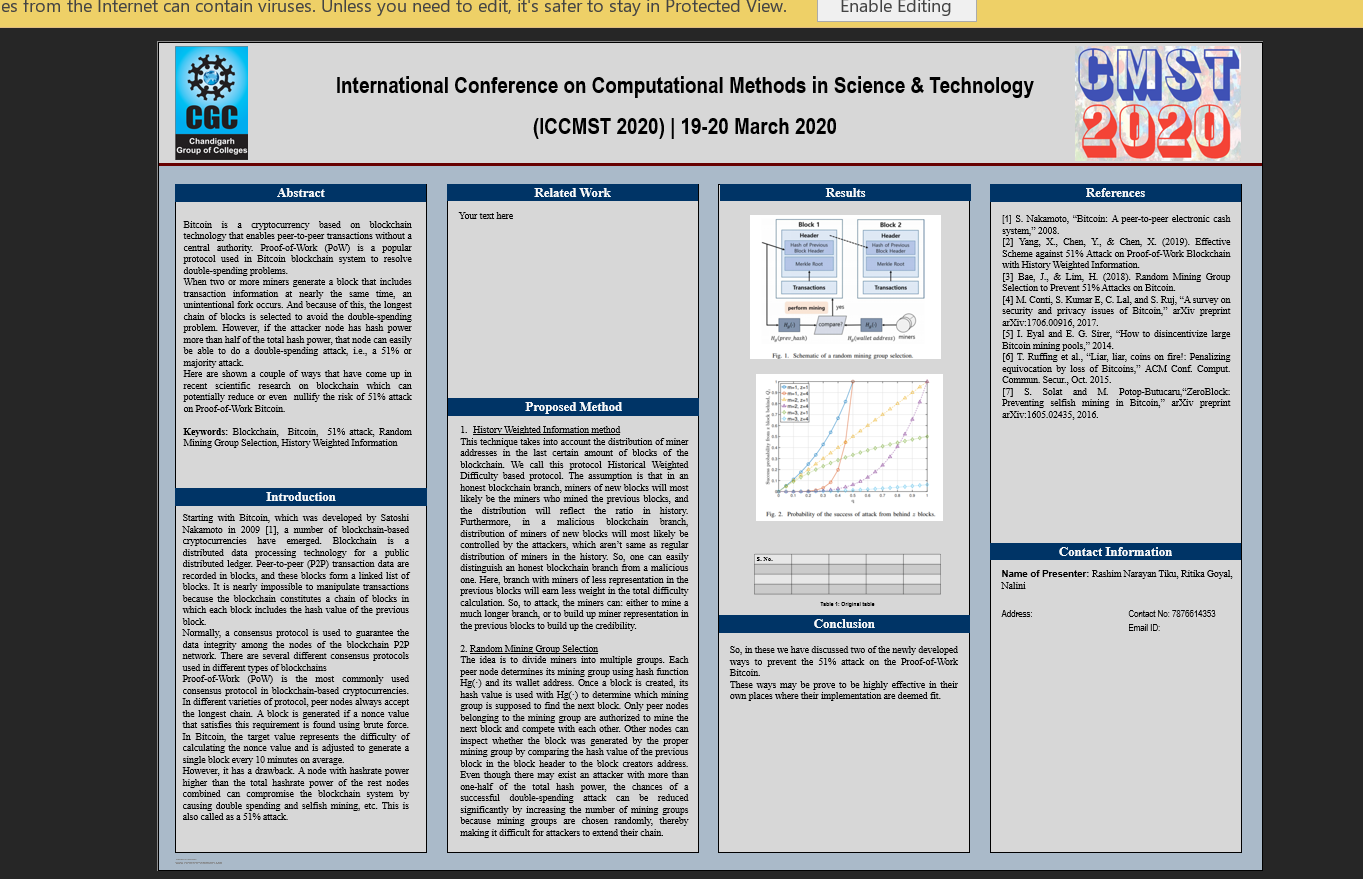 es from the Internet can contain viruses. Unless you need to edit, it's safer to stay in Protected View.
Enable Editing
CGC
Chandigarh
Group of Colleges
International Conference on Computational Methods in Science & Technology
(ICCMST 2020) | 19-20 March 2020
CMST
2020
Abstract
Bitcoin is a cryptocurrency based on blockchain
technology that enables peer-to-peer transactions without a
central authority. Proof-of-Work (PoW) is a popular
protocol used in Bitcoin blockchain system to resolve
double-spending problems.
When two or more miners generate a block that includes
transaction information at nearly the same time, an
unintentional fork occurs. And because of this, the longest
chain of blocks is selected to avoid the double-spending
problem. However, if the attacker node has hash power
more than half of the total hash power, that node can easily
be able to do a double-spending attack, i.e., a 51% or
majority attack.
Here are shown a couple of ways that have come up in
recent scientific research on blockchain which can
potentially reduce or even nullify the risk of 51% attack
on Proof-of-Work Bitcoin.
Keywords: Blockchain, Bitcoin, 51% attack, Random
Mining Group Selection, History Weighted Information
Introduction
Starting with Bitcoin, which was developed by Satoshi
Nakamoto in 2009 [1], a number of blockchain-based
cryptocurrencies have emerged. Blockchain is a
distributed data processing technology for a public
distributed ledger. Peer-to-peer (P2P) transaction data are
recorded in blocks, and these blocks form a linked list of
blocks. It is nearly impossible to manipulate transactions
because the blockchain constitutes a chain of blocks in
which each block includes the hash value of the previous
block.
Normally, a consensus protocol is used to guarantee the
data integrity among the nodes of the blockchain P2P
network. There are several different consensus protocols
used in different types of blockchains
Proof-of-Work (PoW) is the most commonly used
consensus protocol in blockchain-based cryptocurrencies.
In different varieties of protocol, peer nodes always accept
the longest chain. A block is generated if a nonce value
that satisfies this requirement is found using brute force.
In Bitcoin, the target value represents the difficulty of
calculating the nonce value and is adjusted to generate a
single block every 10 minutes on average.
However, it has a drawback. A node with hashrate power
higher than the total hashrate power of the rest nodes
combined can compromise the blockchain system by
causing double spending and selfish mining, etc. This is
also called as a 51% attack.
Related Work
Your text here
Proposed Method
1. History Weighted Information method
This technique takes into account the distribution of miner
addresses in the last certain amount of blocks of the
blockchain. We call this protocol Historical Weighted
Difficulty based protocol. The assumption is that in an
honest blockchain branch, miners of new blocks will most
likely be the miners who mined the previous blocks, and
the distribution will reflect the ratio in history.
Furthermore, in a malicious blockchain branch,
distribution of miners of new blocks will most likely be
controlled by the attackers, which aren't same as regular
distribution of miners in the history. So, one can easily
distinguish an honest blockchain branch from a malicious
one. Here, branch with miners of less representation in the
previous blocks will earn less weight in the total difficulty
calculation. So, to attack, the miners can: either to mine a
much longer branch, or to build up miner representation in
the previous blocks to build up the credibility.
2. Random Mining Group Selection
The idea is to divide miners into multiple groups. Each
peer node determines its mining group using hash function
Hg(·) and its wallet address. Once a block is created, its
hash value is used with Hg(·) to determine which mining
group is supposed to find the next block. Only peer nodes
belonging to the mining group are authorized to mine the
next block and compete with each other. Other nodes can
inspect whether the block was generated by the proper
mining group by comparing the hash value of the previous
block in the block header to the block creators address.
Even though there may exist an attacker with more than
one-half of the total hash power, the chances of a
successful double-spending attack can be reduced
significantly by increasing the number of mining groups
because mining groups are chosen randomly, thereby
making it difficult for attackers to extend their chain.
Results
Block 1
Block 2
Header
Header
Hash of Previous
Block Header
Hash of Previous
Block Header
Merkle Root
Merkle Root
Transactions
Transactions
perform mining
yes
Hg(·)
compare?
Hg(·)
miners
Hg(prev_hash)
Hg(wallet address)
Fig. 1. Schematic of a random mining group selection.
m=1, z=1
m=1, z=4
m=2, z=1
m=2, z=4
m=3, z=1
m=3, z=4
Success probability from z block behind, Qz
0 0.1 0.2 0.3 0.4 0.5 0.6 0.7 0.8 0.9 1
q
Fig. 2. Probability of the success of attack from behind z blocks.
S. No.
Table 1: Original table
Conclusion
So, in these we have discussed two of the newly developed
ways to prevent the 51% attack on the Proof-of-Work
Bitcoin.
These ways may be prove to be highly effective in their
own places where their implementation are deemed fit.
References
[1] S. Nakamoto, “Bitcoin: A peer-to-peer electronic cash
system,” 2008.
[2] Yang, X., Chen, Y., & Chen, X. (2019). Effective
Scheme against 51% Attack on Proof-of-Work Blockchain
with History Weighted Information.
[3] Bae, J., & Lim, H. (2018). Random Mining Group
Selection to Prevent 51% Attacks on Bitcoin.
[4] M. Conti, S. Kumar E, C. Lal, and S. Ruj, “A survey on
security and privacy issues of Bitcoin,” arXiv preprint
arXiv:1706.00916, 2017.
[5] I. Eyal and E. G. Sirer, “How to disincentivize large
Bitcoin mining pools,” 2014.
[6] T. Ruffing et al., “Liar, liar, coins on fire!: Penalizing
equivocation by loss of Bitcoins,” ACM Conf. Comput.
Commun. Secur., Oct. 2015.
[7] S. Solat and M. Potop-Butucaru,“ZeroBlock:
Preventing selfish mining in Bitcoin,” arXiv preprint
arXiv:1605.02435, 2016.
Contact Information
Name of Presenter: Rashim Narayan Tiku, Ritika Goyal,
Nalini
Address:
Contact No: 7876614353
Email ID: